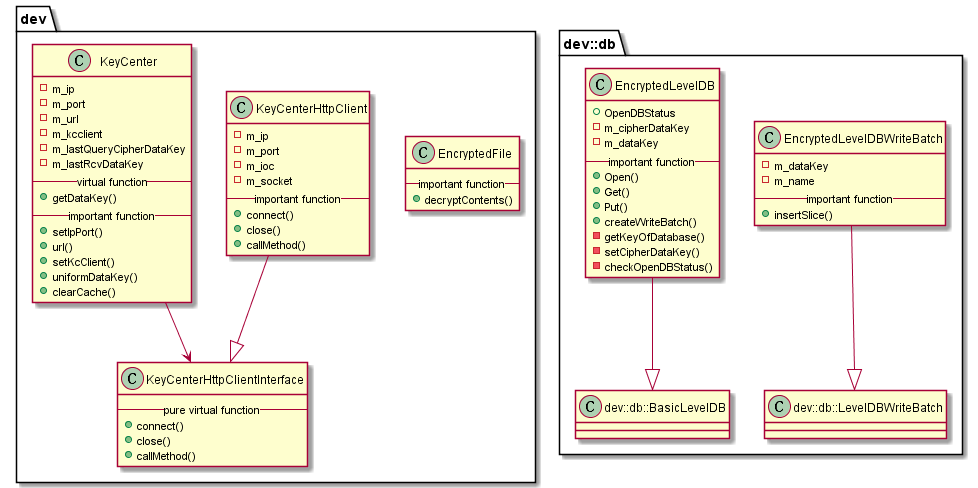 dev
C KeyCenter
m_ip
m_port
m_url
m_kcclient
m_lastQueryCipherDataKey
m_lastRcvDataKey
virtual function
getDataKey()
important function
setIpPort()
url()
setKcClient()
uniformDataKey()
clearCache()
C KeyCenterHttpClient
m_ip
m_port
m_ioc
m_socket
important function
connect()
close()
callMethod()
C EncryptedFile
important function
decryptContents()
C KeyCenterHttpClientInterface
pure virtual function
connect()
close()
callMethod()
dev::db
C EncryptedLevelDB
OpenDBStatus
m_cipherDataKey
m_dataKey
important function
Open()
Get()
Put()
createWriteBatch()
getKeyOfDatabase()
setCipherDataKey()
checkOpenDBStatus()
C EncryptedLevelDBWriteBatch
m_dataKey
m_name
important function
insertSlice()
C dev::db::BasicLevelDB
C dev::db::LevelDBWriteBatch